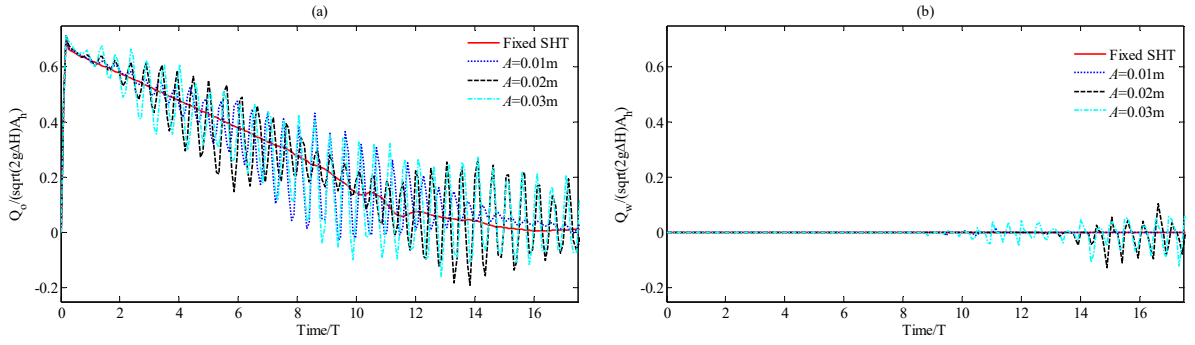 (a)
Q_o/(sqrt(2gΔH)A_h)
0.6
0.4
0.2
0
-0.2
Fixed SHT
A=0.01m
A=0.02m
A=0.03m
0 2 4 6 8 10 12 14 16
Time/T
(b)
Q_w/(sqrt(2gΔH)A_h)
0.6
0.4
0.2
0
-0.2
Fixed SHT
A=0.01m
A=0.02m
A=0.03m
0 2 4 6 8 10 12 14 16
Time/T